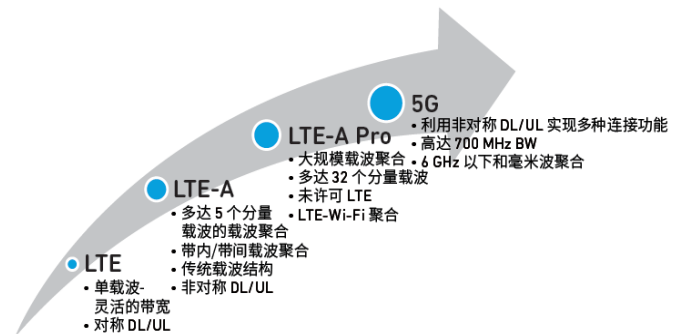 5G
• 利用非对称 DL/UL 实现多种连接功能
• 高达 700 MHz BW
• 6 GHz 以下和毫米波聚合
LTE-A Pro
• 大规模载波聚合
• 多达 32 个分量载波
• 未许可 LTE
• LTE-Wi-Fi 聚合
LTE-A
• 多达 5 个分量
载波的载波聚合
• 带内/带间载波聚合
• 传统载波结构
• 非对称 DL/UL
LTE
• 单载波-
灵活的带宽
• 对称 DL/UL